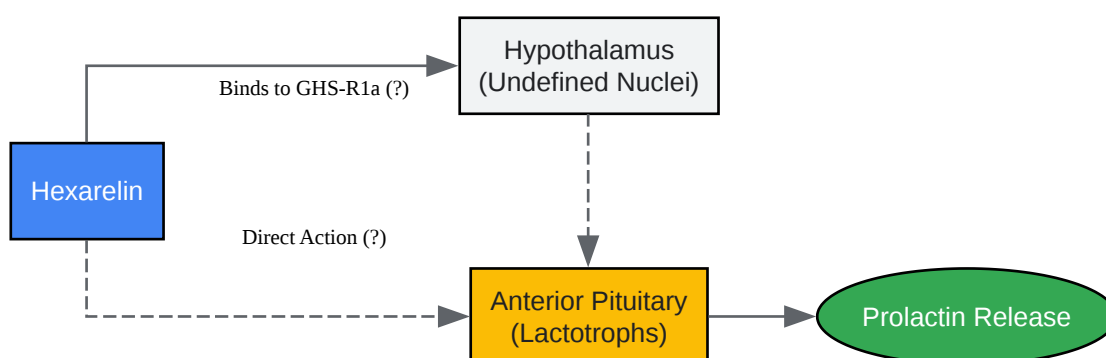 Hypothalamus
(Undefined Nuclei)
Binds to GHS-R1a (?)
Hexarelin
Direct Action (?)
Anterior Pituitary
(Lactotrophs)
Prolactin Release